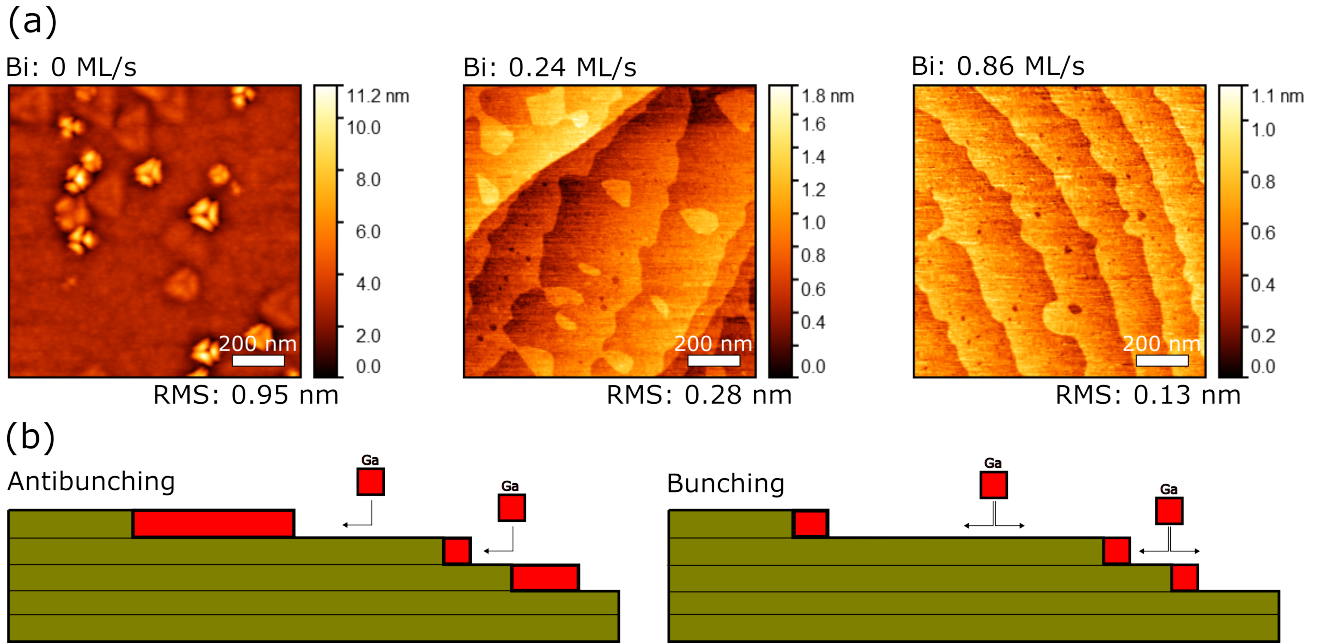 (a)
Bi: 0 ML/s
11.2 nm
10.0
8.0
6.0
4.0
2.0
0.0
200 nm
RMS: 0.95 nm
Bi: 0.24 ML/s
1.8 nm
1.6
1.4
1.2
1.0
0.8
0.6
0.4
0.0
200 nm
RMS: 0.28 nm
Bi: 0.86 ML/s
1.1 nm
1.0
0.8
0.6
0.4
0.2
0.0
200 nm
RMS: 0.13 nm
(b)
Antibunching
Ga
Ga
Bunching
Ga
Ga